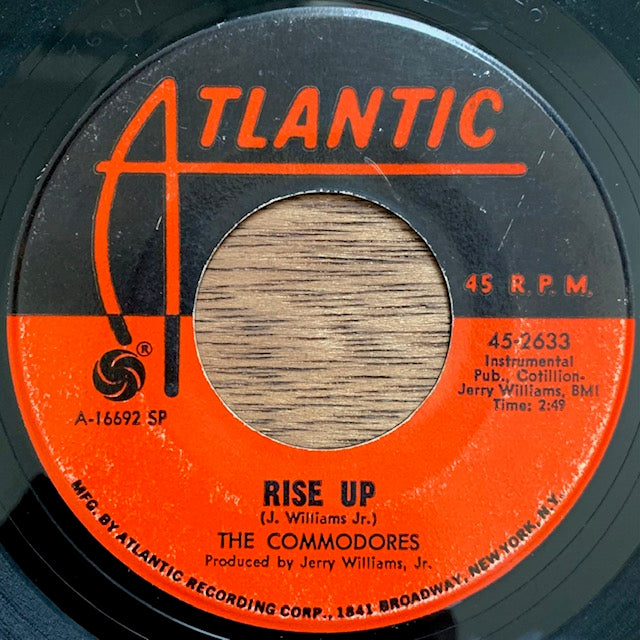 ATLANTIC
45 R.P.M.
45-2633
Instrumental
Pub., Cotillion-
Jerry Williams, BMI
Time: 2:49
®
A-16692 SP
RISE UP
(J. Williams Jr.)
THE COMMODORES
Produced by Jerry Williams, Jr.
MFG. BY ATLANTIC RECORDING CORP., 1841 BROADWAY, NEW YORK, N.Y.